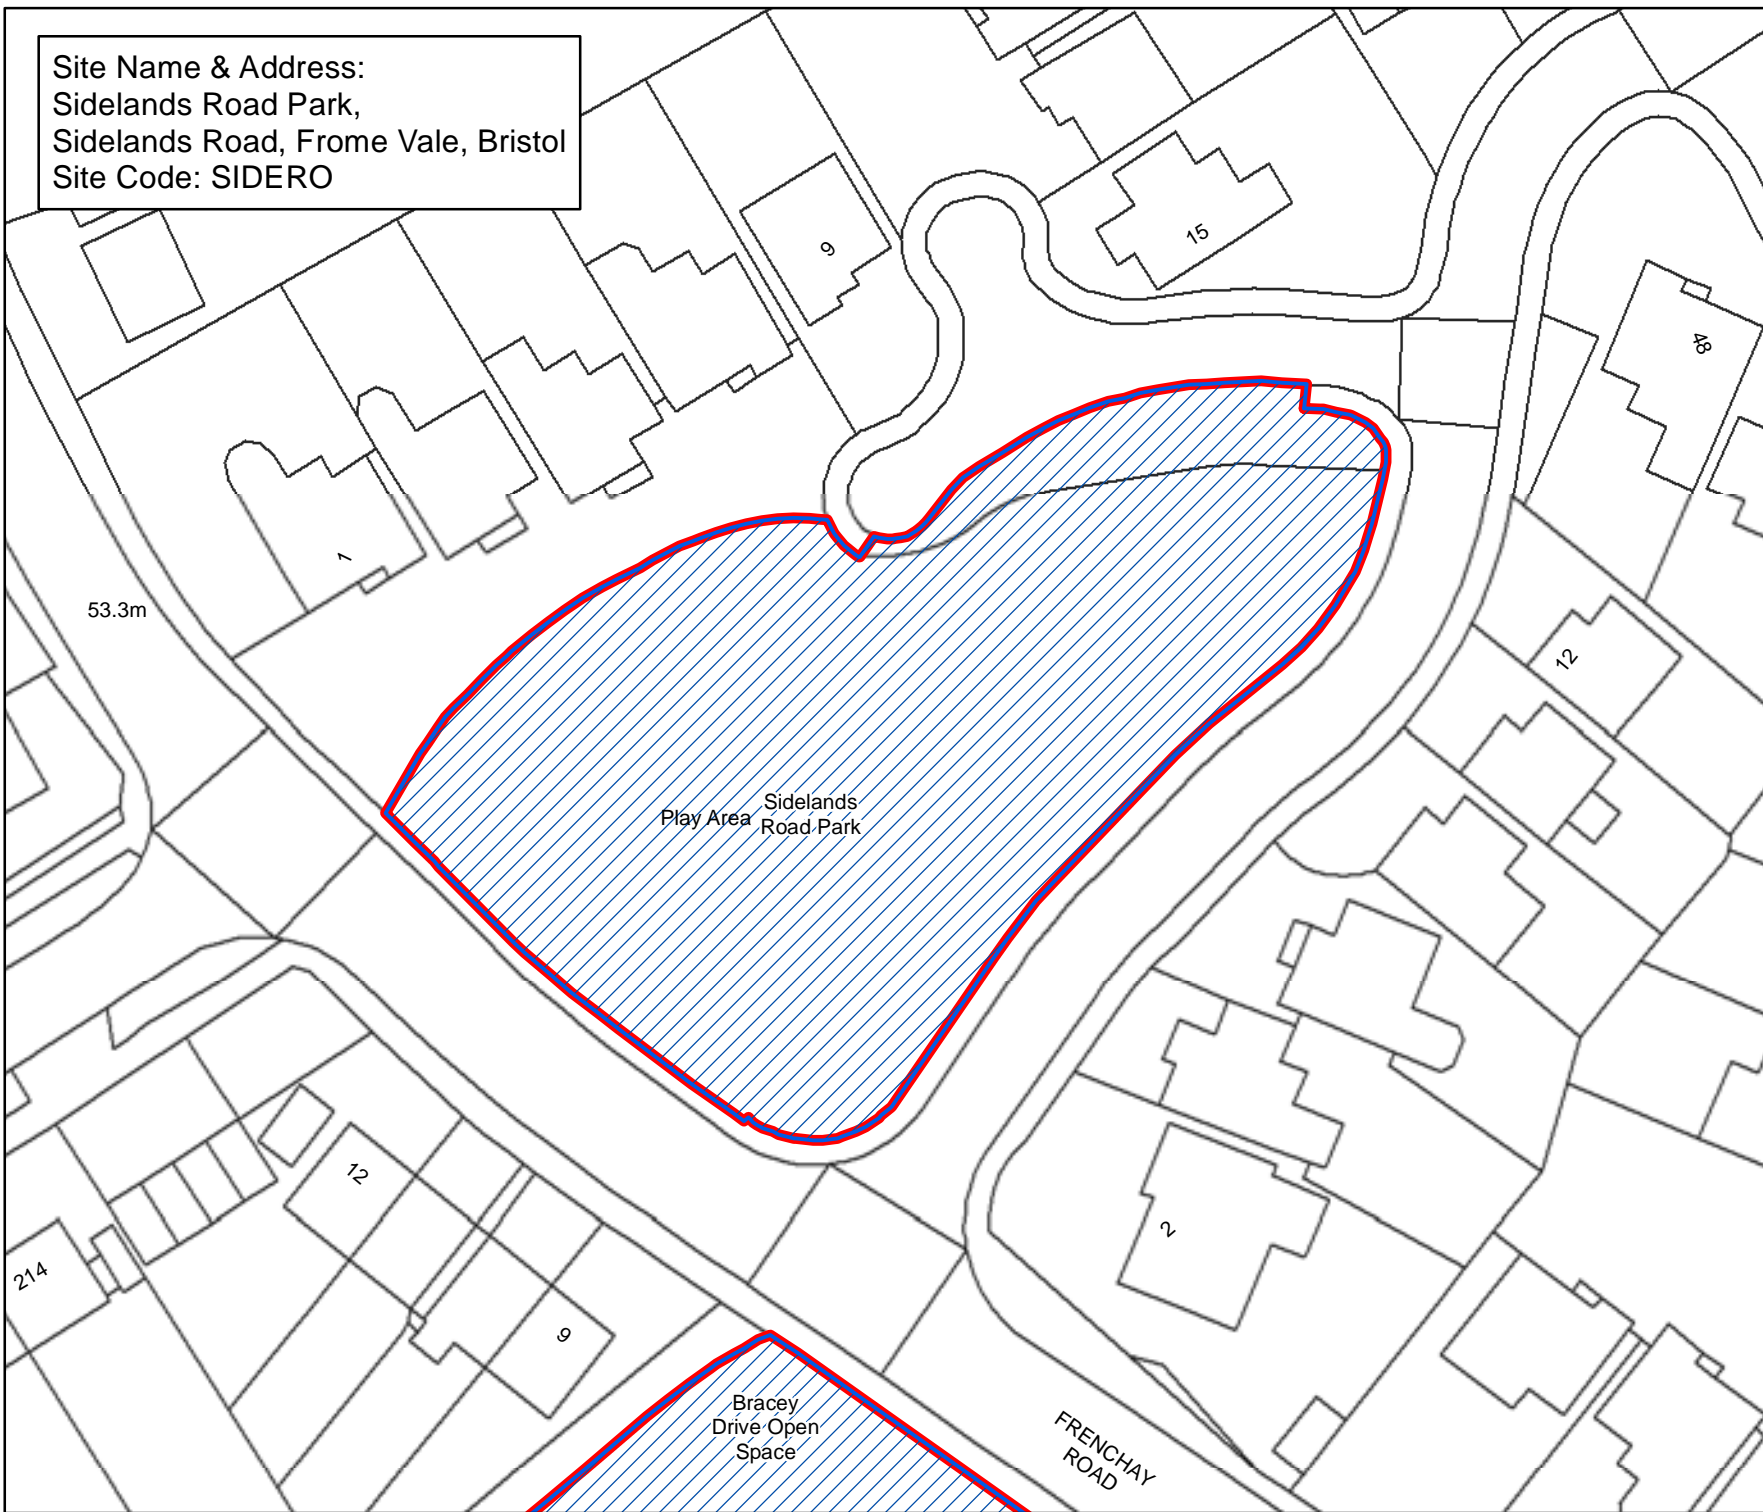 Site Name & Address:
Sidelands Road Park,
Sidelands Road, Frome Vale, Bristol
Site Code: SIDERO
9
15
48
1
53.3m
12
Play Area
Sidelands
Road Park
12
2
214
9
Bracey
Drive Open
Space
FRENCHAY
ROAD